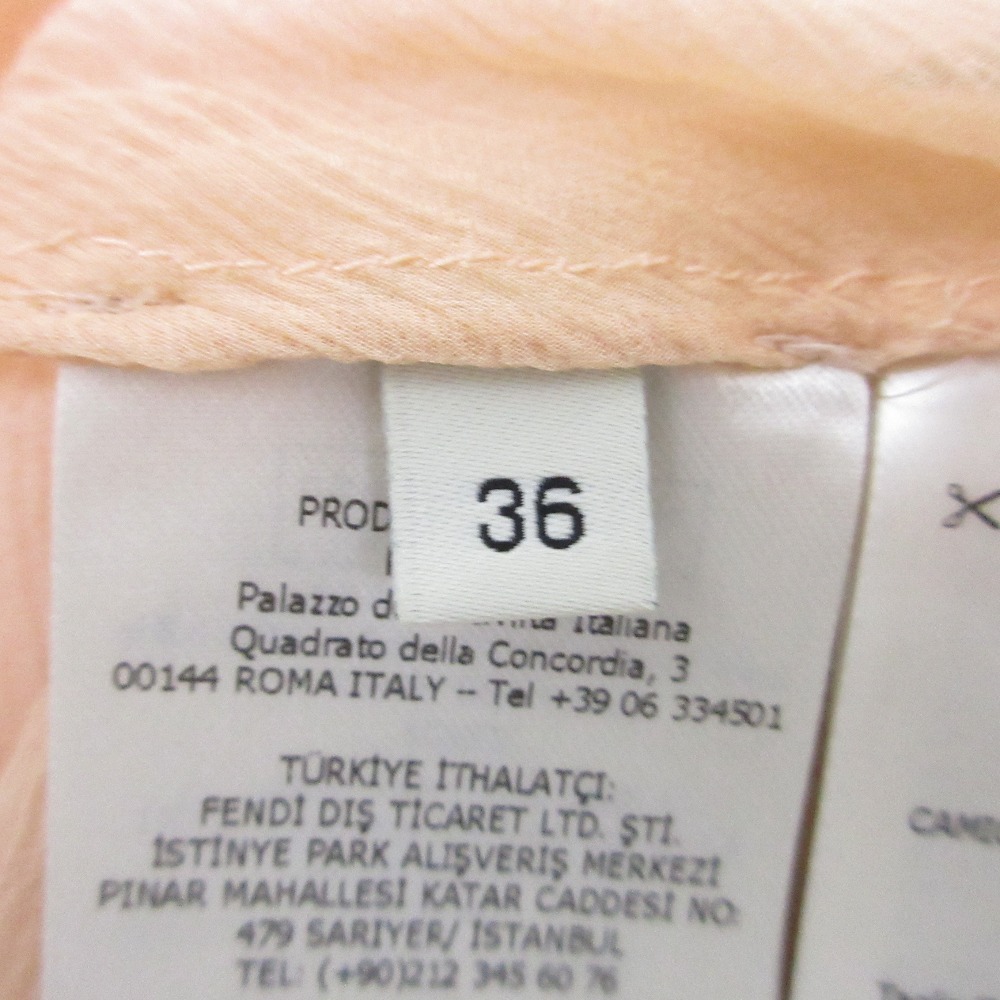 36
PROD
Palazzo d Italiana
Quadrato della Concordia, 3
00144 ROMA ITALY – Tel +39 06 334501
TÜRKİYE İTHALATÇI:
FENDİ DIŞ TİCARET LTD. ŞTİ.
İSTİNYE PARK ALIŞVERİŞ MERKEZİ
PINAR MAHALLESİ KATAR CADDESİ NO:
479 SARIYER/ İSTANBUL
TEL: (+90)212 345 60 76